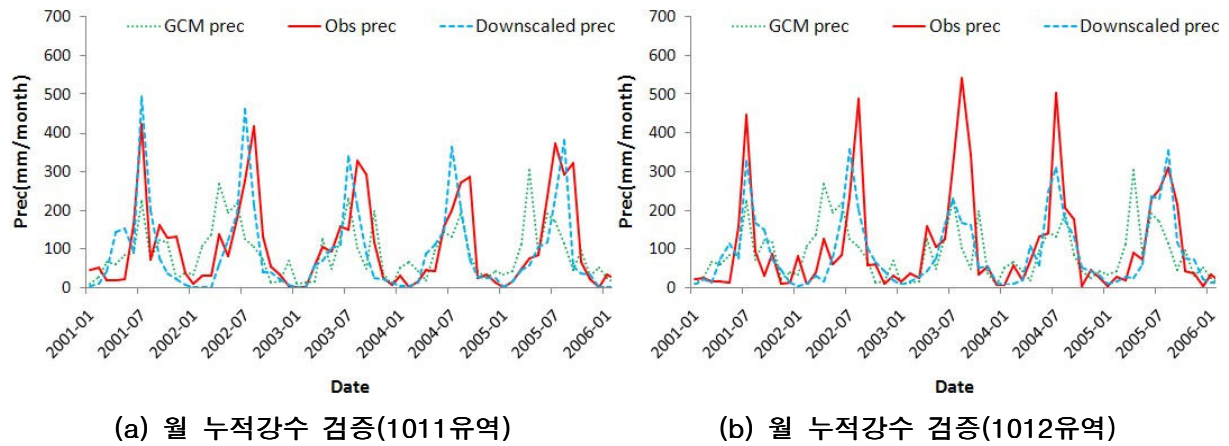 GCM prec Obs prec Downscaled prec
Prec(mm/month)
700
600
500
400
300
200
100
0
2001-01 2001-07 2002-01 2002-07 2003-01 2003-07 2004-01 2004-07 2005-01 2005-07 2006-01
Date
(a) 월 누적강수 검증(1011유역)
GCM prec Obs prec Downscaled prec
Prec(mm/month)
700
600
500
400
300
200
100
0
2001-01 2001-07 2002-01 2002-07 2003-01 2003-07 2004-01 2004-07 2005-01 2005-07 2006-01
Date
(b) 월 누적강수 검증(1012유역)